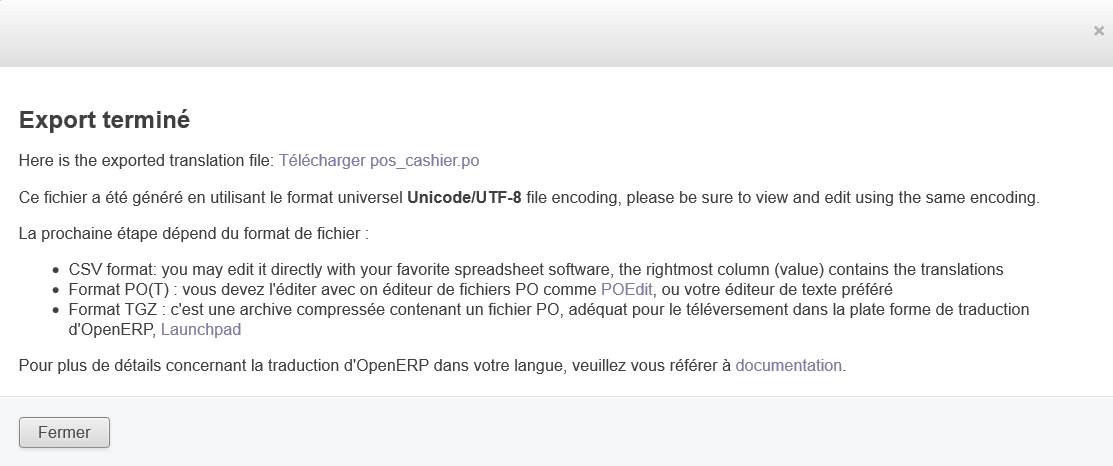 ×
Export terminé
Here is the exported translation file: Télécharger pos_cashier.po
Ce fichier a été généré en utilisant le format universel Unicode/UTF-8 file encoding, please be sure to view and edit using the same encoding.
La prochaine étape dépend du format de fichier :
• CSV format: you may edit it directly with your favorite spreadsheet software, the rightmost column (value) contains the translations
• Format PO(T) : vous devez l'éditer avec on éditeur de fichiers PO comme POEdit, ou votre éditeur de texte préféré
• Format TGZ : c'est une archive compressée contenant un fichier PO, adéquat pour le téléversement dans la plate forme de traduction
d'OpenERP, Launchpad
Pour plus de détails concernant la traduction d'OpenERP dans votre langue, veuillez vous référer à documentation.
Fermer